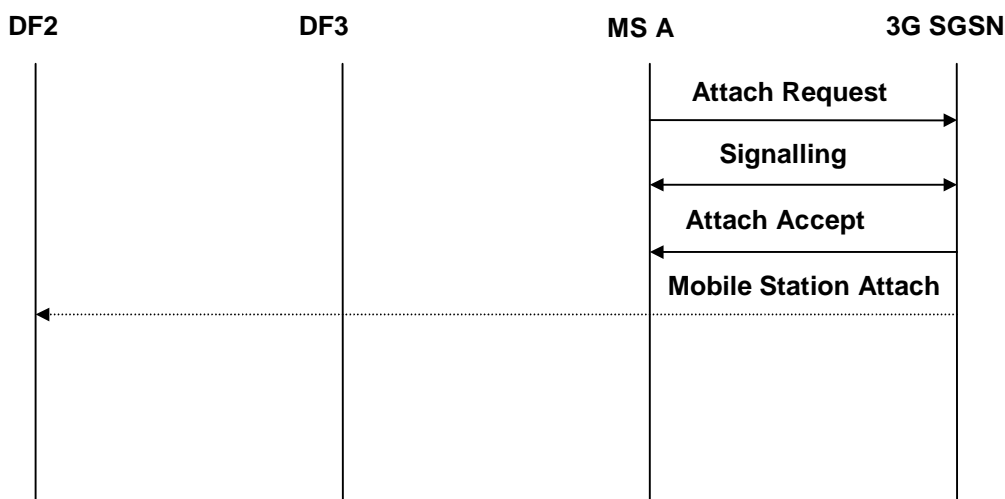 DF2 DF3 MS A 3G SGSN
Attach Request
Signalling
Attach Accept
Mobile Station Attach